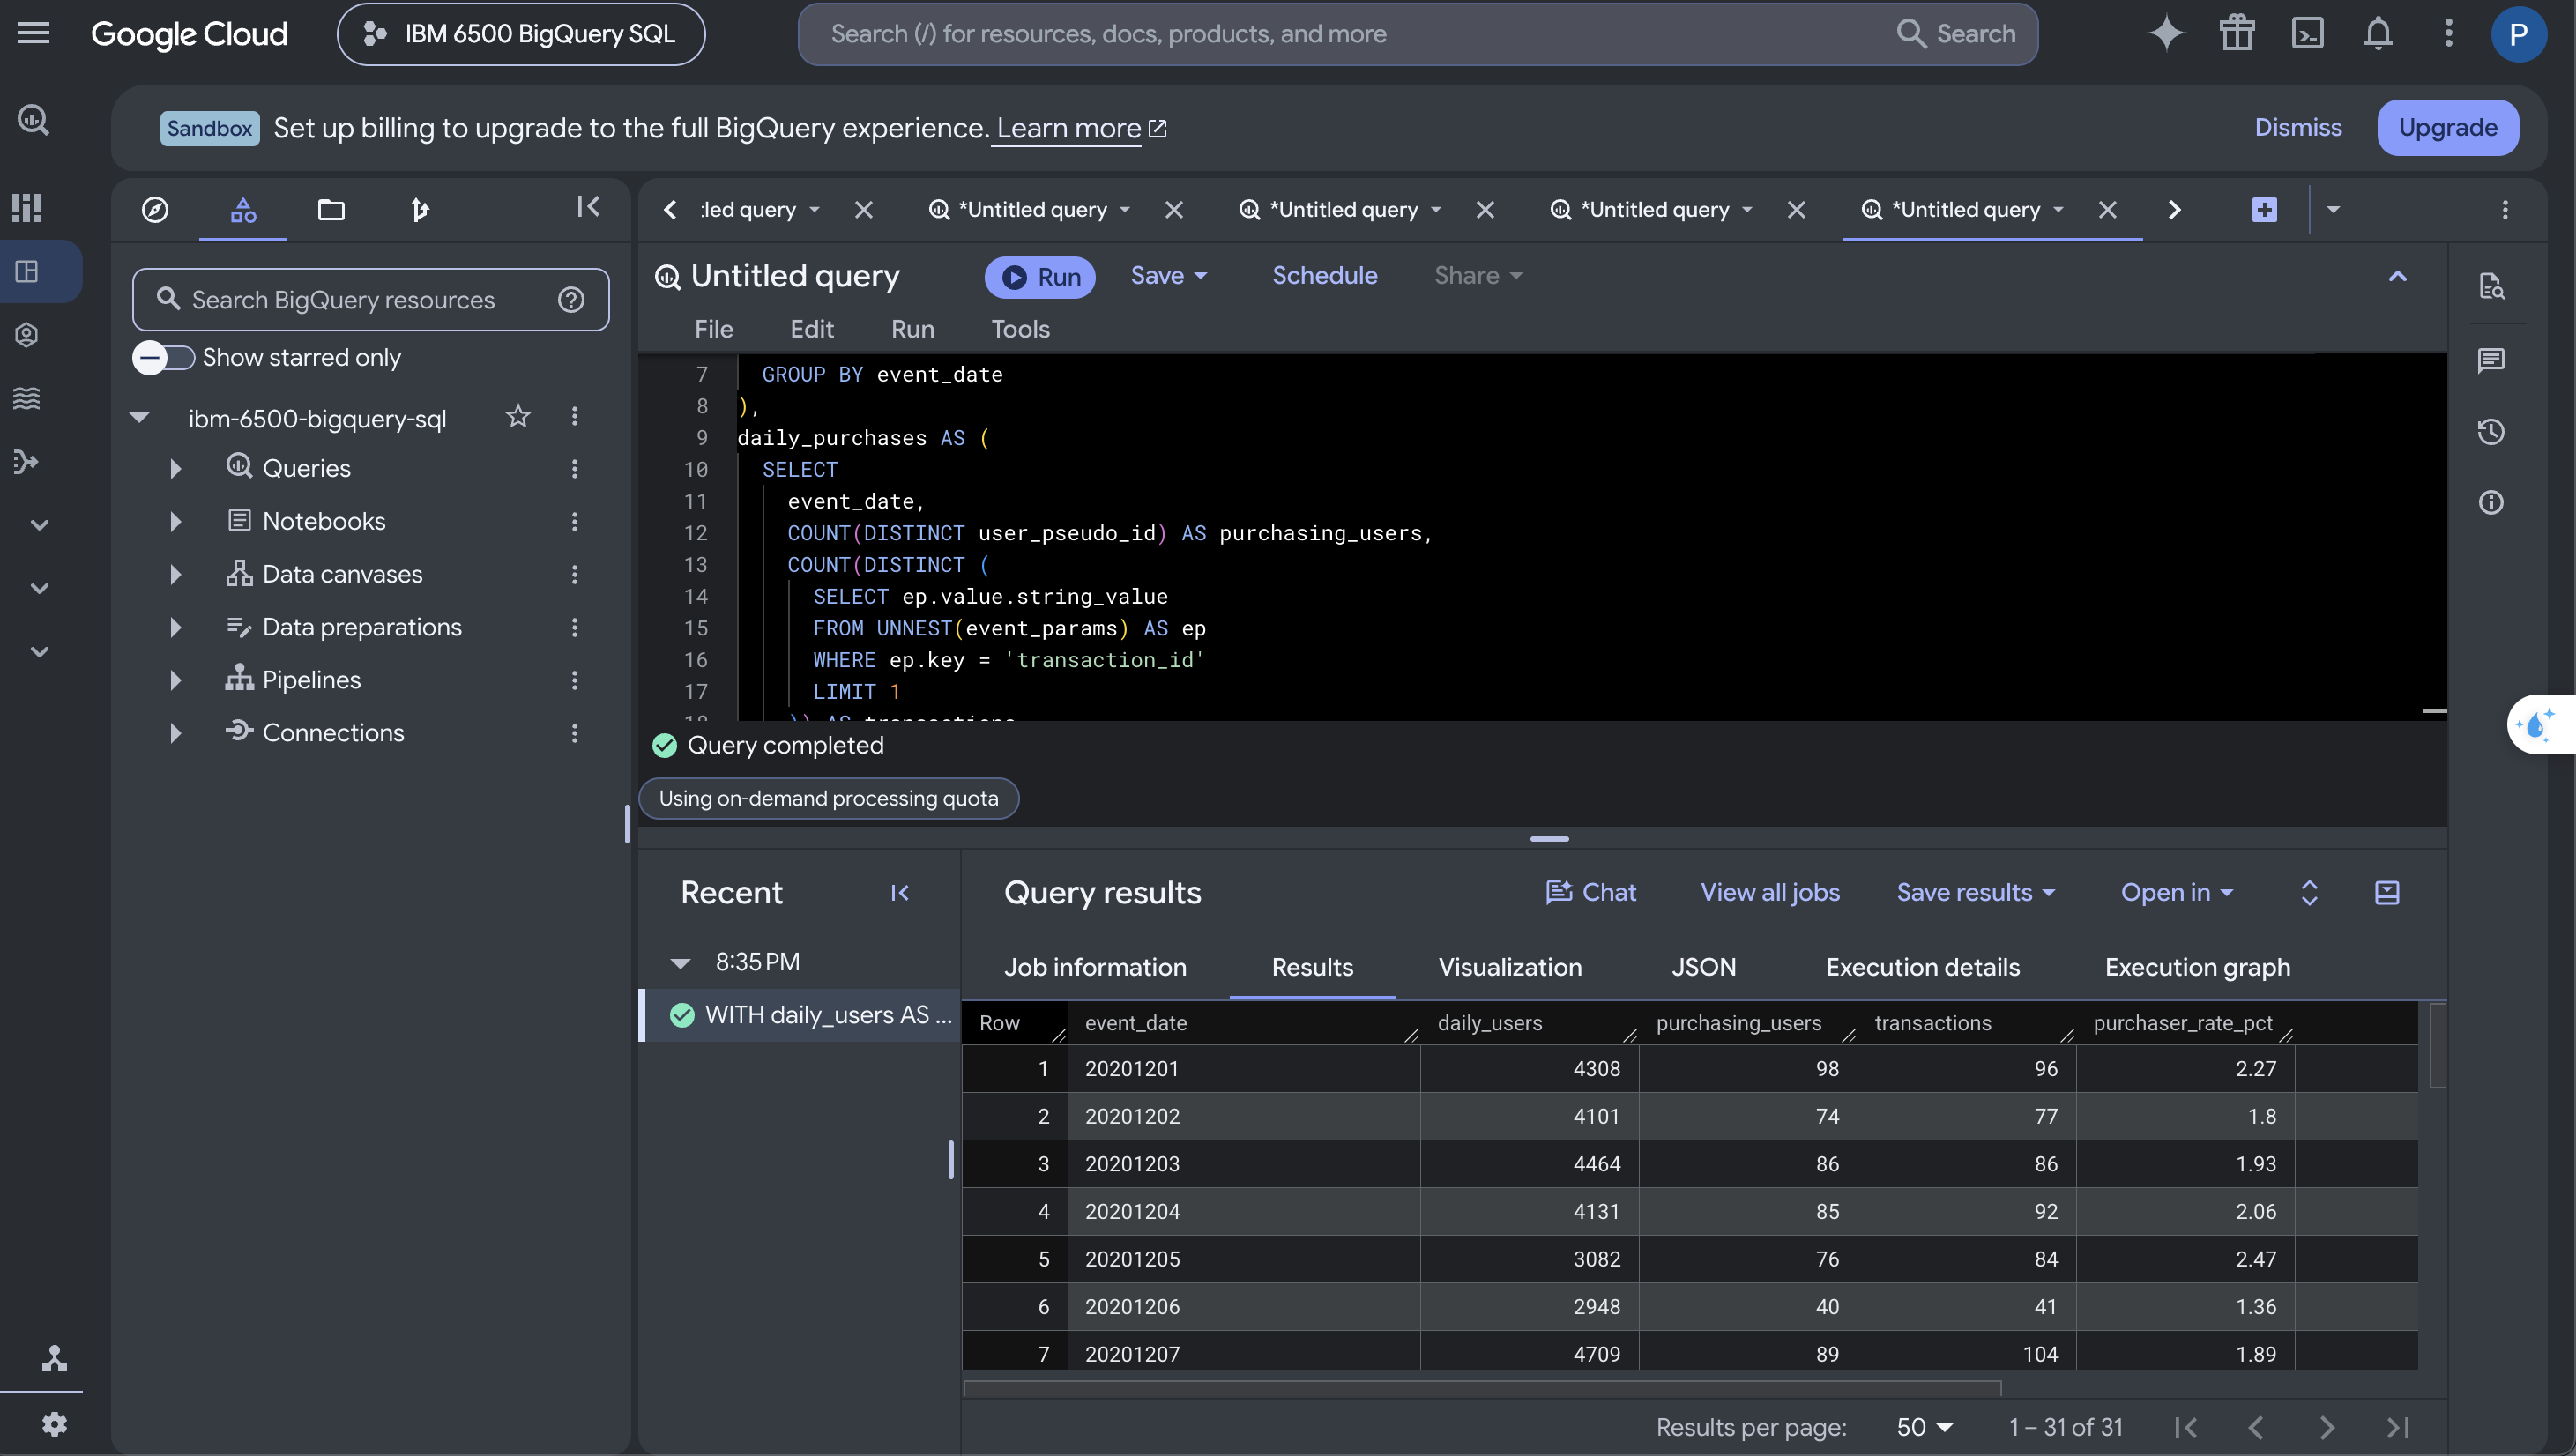 Google Cloud
IBM 6500 BigQuery SQL
Search (/) for resources, docs, products, and more
Search
P
Sandbox Set up billing to upgrade to the full BigQuery experience. Learn more
Dismiss
Upgrade
:led query
*Untitled query
*Untitled query
*Untitled query
*Untitled query
Untitled query
Run
Save
Schedule
Share
File Edit Run Tools
Search BigQuery resources
Show starred only
ibm-6500-bigquery-sql
Queries
Notebooks
Data canvases
Data preparations
Pipelines
Connections
7 GROUP BY event_date
8 ),
9 daily_purchases AS (
10 SELECT
11 event_date,
12 COUNT(DISTINCT user_pseudo_id) AS purchasing_users,
13 COUNT(DISTINCT (
14 SELECT ep.value.string_value
15 FROM UNNEST(event_params) AS ep
16 WHERE ep.key = 'transaction_id'
17 LIMIT 1
18 )) AS transactions
Query completed
Using on-demand processing quota
Recent
8:35 PM
WITH daily_users AS ...
Query results
Chat
View all jobs
Save results
Open in
Job information Results Visualization JSON Execution details Execution graph
Row event_date daily_users purchasing_users transactions purchaser_rate_pct
1 20201201 4308 98 96 2.27
2 20201202 4101 74 77 1.8
3 20201203 4464 86 86 1.93
4 20201204 4131 85 92 2.06
5 20201205 3082 76 84 2.47
6 20201206 2948 40 41 1.36
7 20201207 4709 89 104 1.89
Results per page: 50 1 – 31 of 31